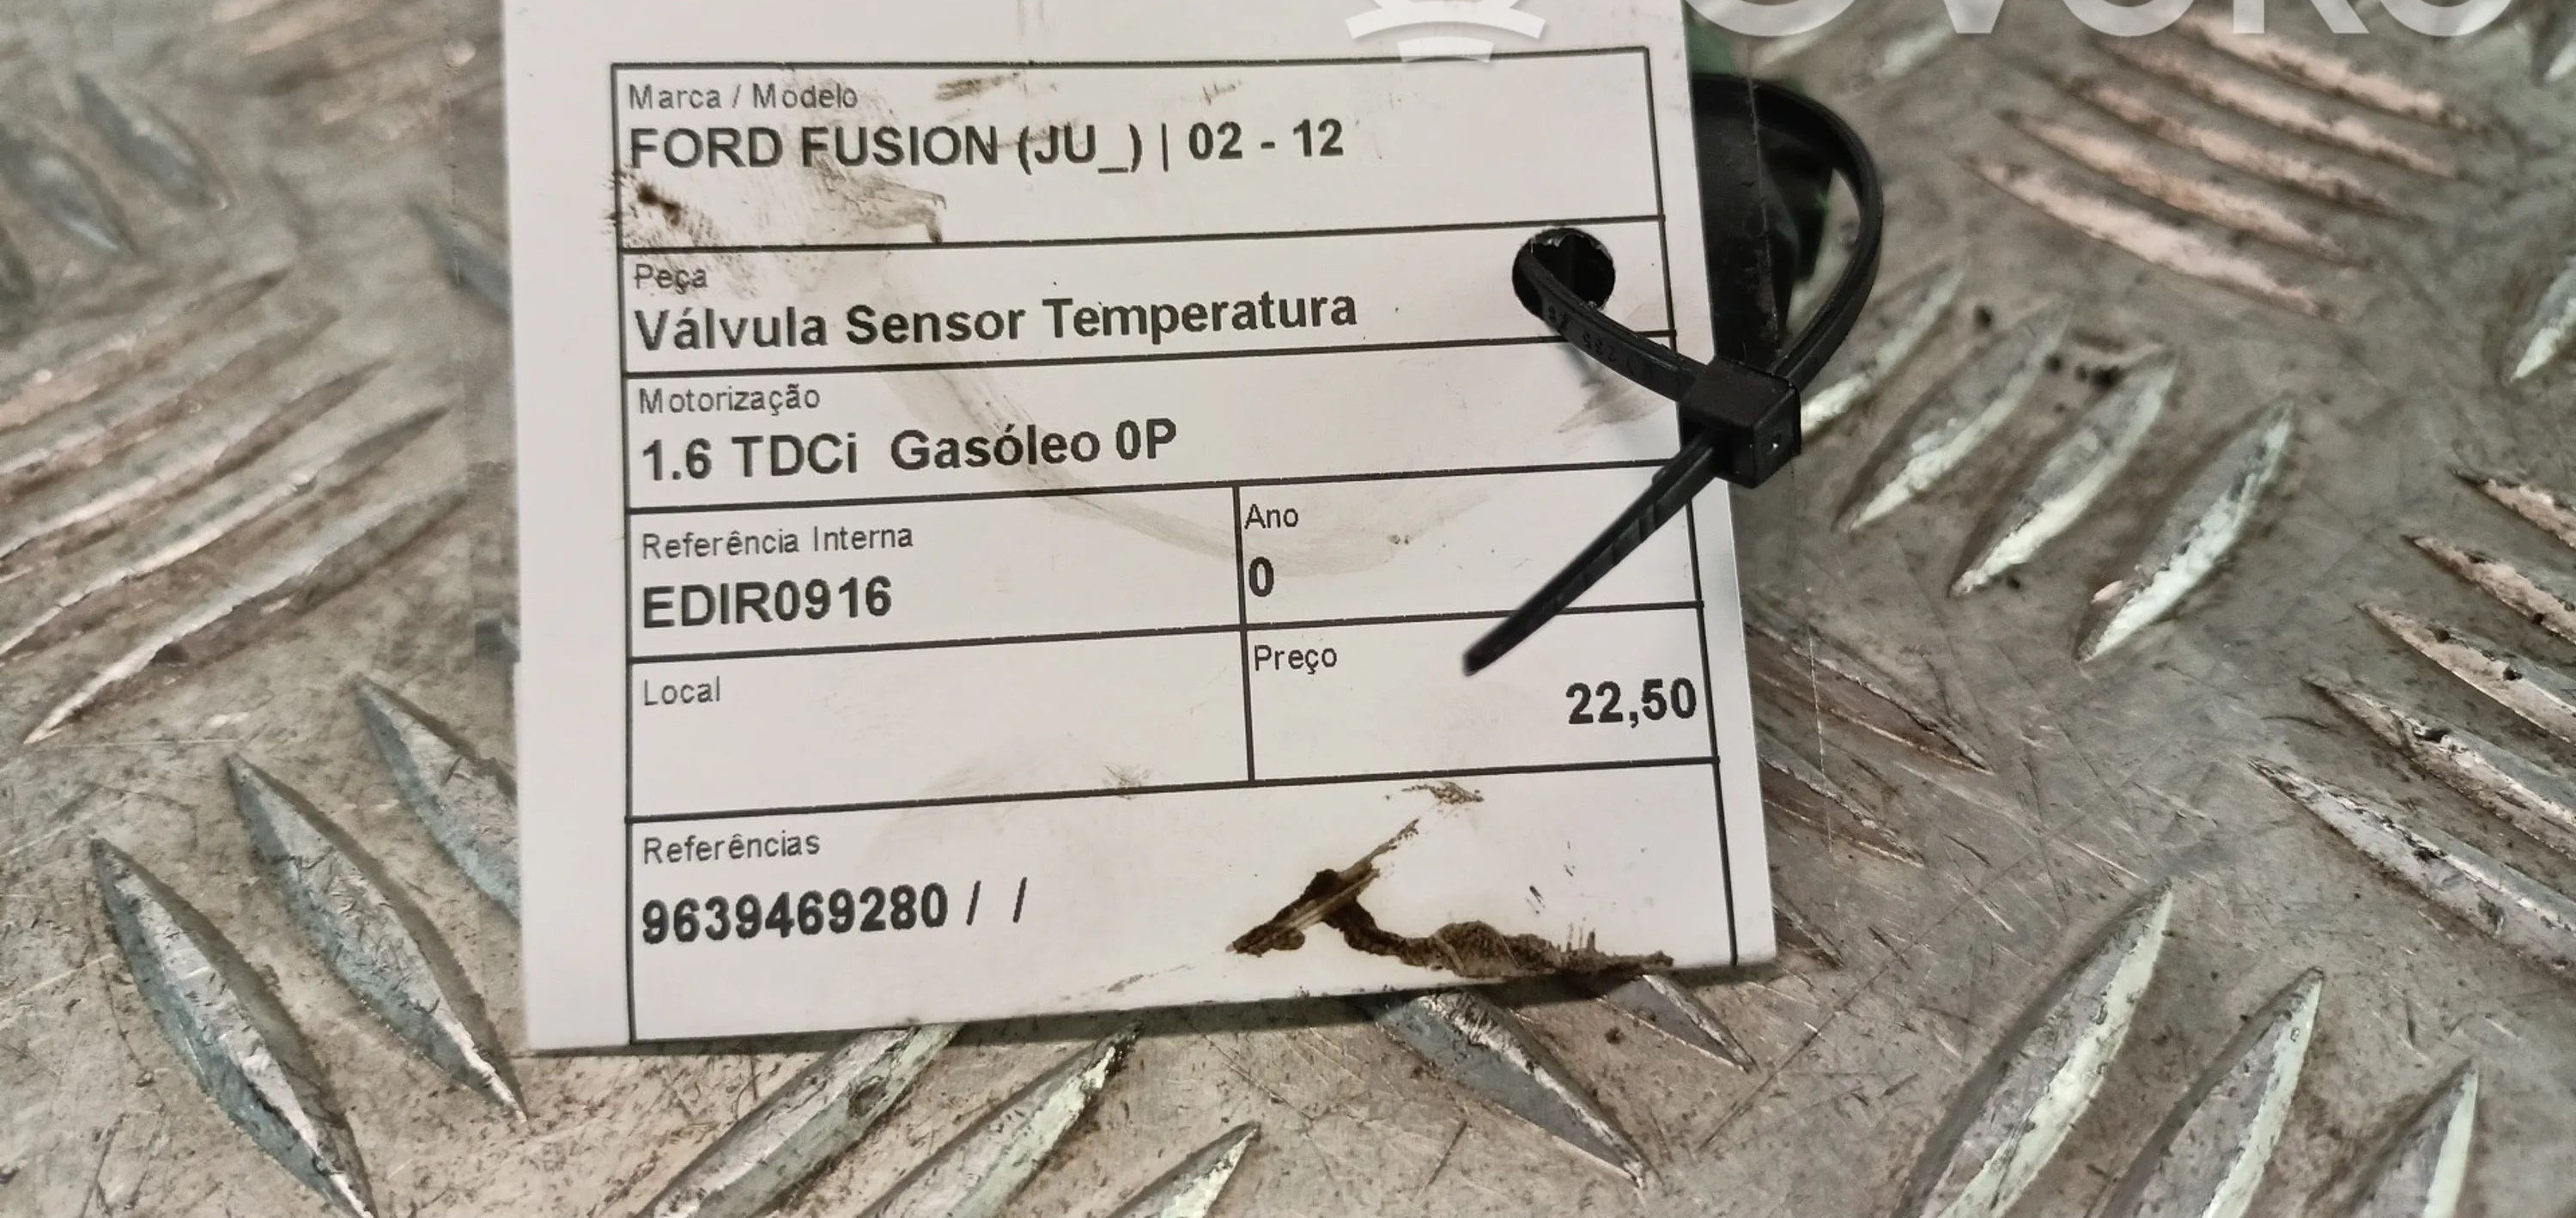 Marca / Modelo
FORD FUSION (JU_) | 02 - 12
Peça
Válvula Sensor Temperatura
Motorização
1.6 TDCi  Gasóleo 0P
Referência Interna
EDIR0916
Ano
0
Local
Preço
22,50
Referências
9639469280 / /